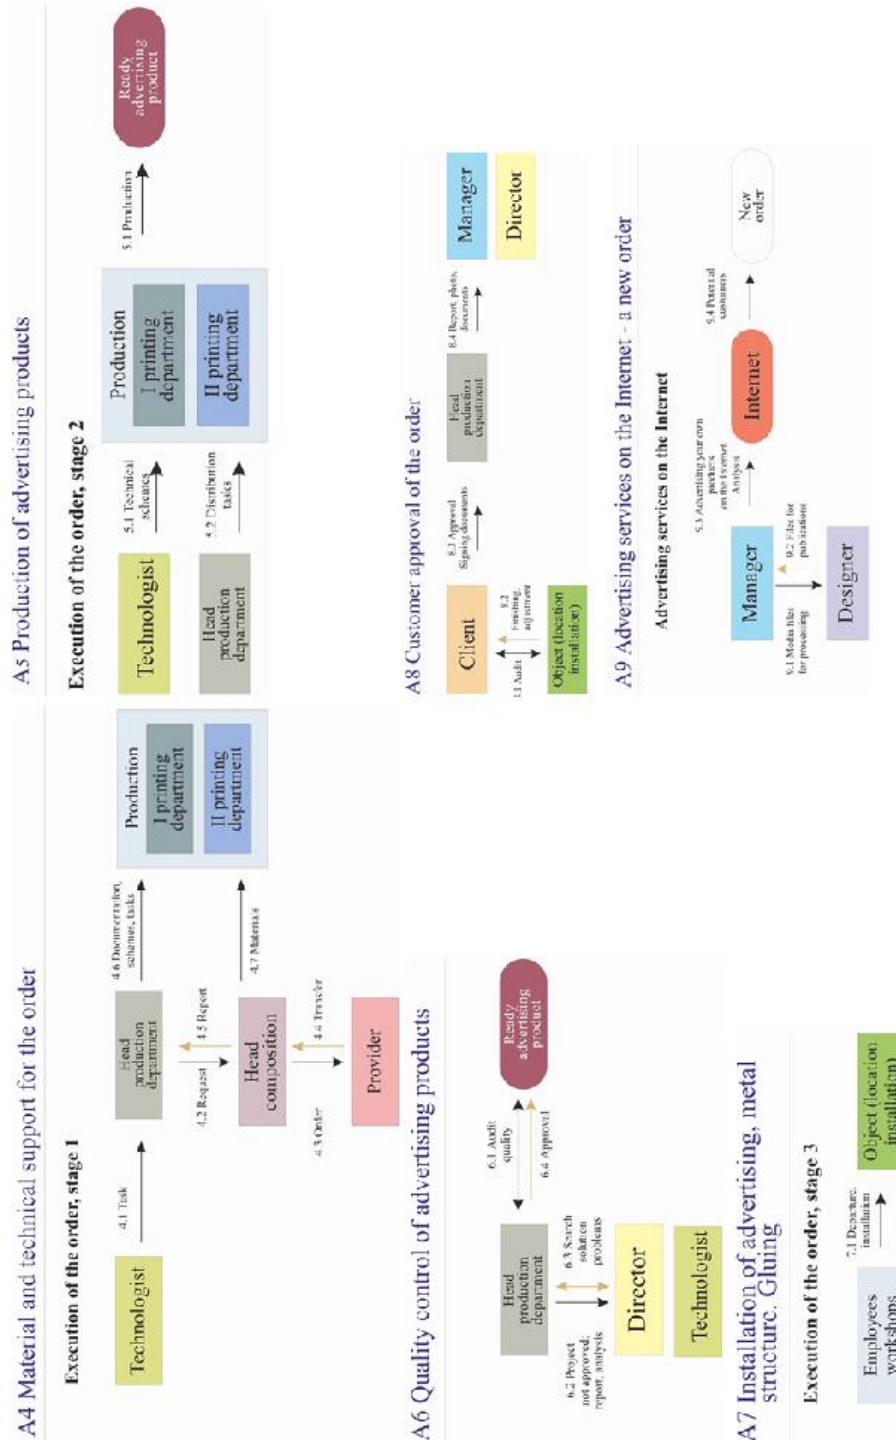 A4 Material and technical support for the order
Execution of the order, stage 1
Technologist
4.1 Task
Head
production
department
4.2 Request
4.5 Report
Head
composition
4.3 Order
4.4 Transfer
Provider
4.6 Documentation,
schemes, tasks
4.7 Materials
Production
I printing
department
II printing
department
A5 Production of advertising products
Execution of the order, stage 2
Technologist
Head
production
department
5.1 Technical
schemes
5.2 Distribution
tasks
Production
I printing
department
II printing
department
5.1 Production
Ready
advertising
product
A6 Quality control of advertising products
Head
production
department
6.1 Audit
quality
6.4 Approval
Ready
advertising
product
6.2 Project
not approved;
report, analysis
6.3 Search
solution
problems
Director
Technologist
A8 Customer approval of the order
Client
8.1 Audit
8.2
Finishing,
adjustment
Object (location
installation)
8.3 Approval
Signing documents
Head
production
department
8.4 Report, photo,
documents
Manager
Director
A7 Installation of advertising, metal
structure. Gluing
Execution of the order, stage 3
Employees
workshops
7.1 Departure,
installation
Object (location
installation)
A9 Advertising services on the Internet - a new order
Advertising services on the Internet
Manager
9.1 Media files
for processing
9.2 Files for
publications
Designer
9.3 Advertising your own
products
on the Internet
Analysis
Internet
9.4 Potential
customers
New
order